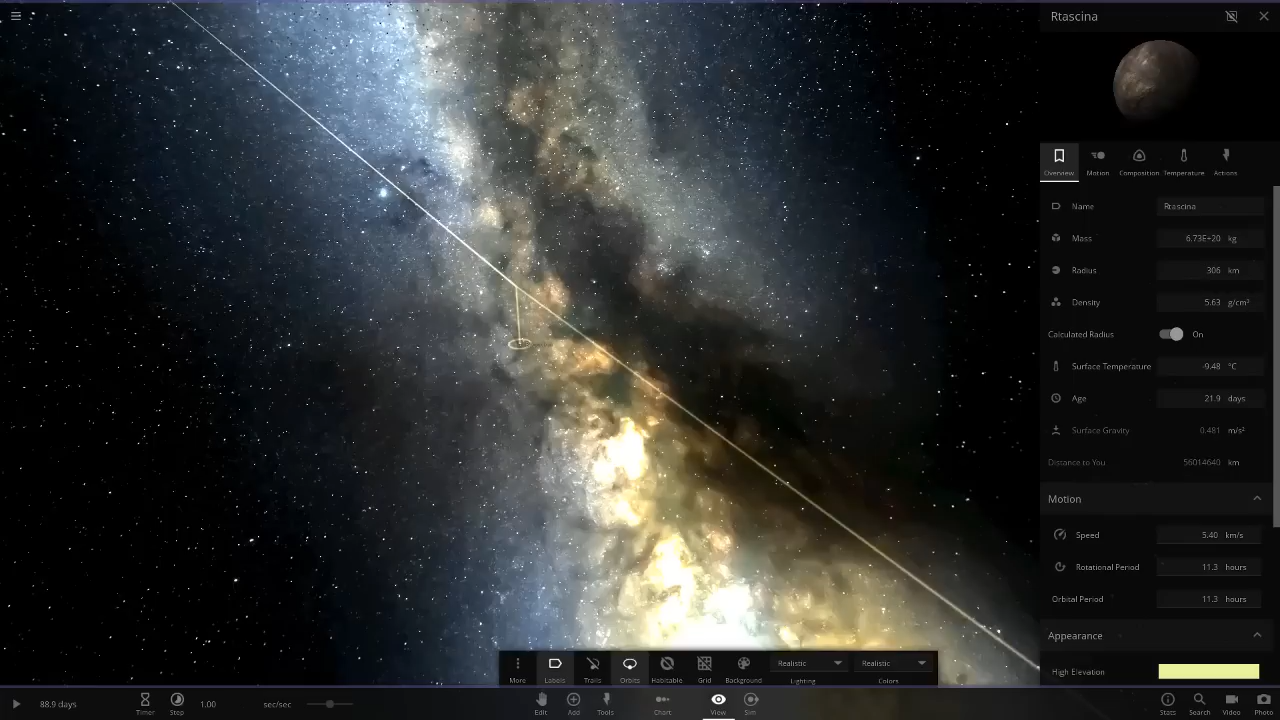 Rtascina
Overview
Motion
Composition
Temperature
Actions
Name
Rtascina
Mass
6.73E+20 kg
Radius
306 km
Density
5.63 g/cm³
Calculated Radius
On
Surface Temperature
-9.48 °C
Age
21.9 days
Surface Gravity
0.481 m/s²
Distance to You
56014640 km
Motion
Speed
5.40 km/s
Rotational Period
11.3 hours
Orbital Period
11.3 hours
Appearance
High Elevation
More
Labels
Trails
Orbits
Habitable
Grid
Background
Realistic
Lighting
Realistic
Colors
88.9 days
Timer
Step
1.00
sec/sec
Edit
Add
Tools
Chart
View
Sim
Stats
Search
Video
Photo